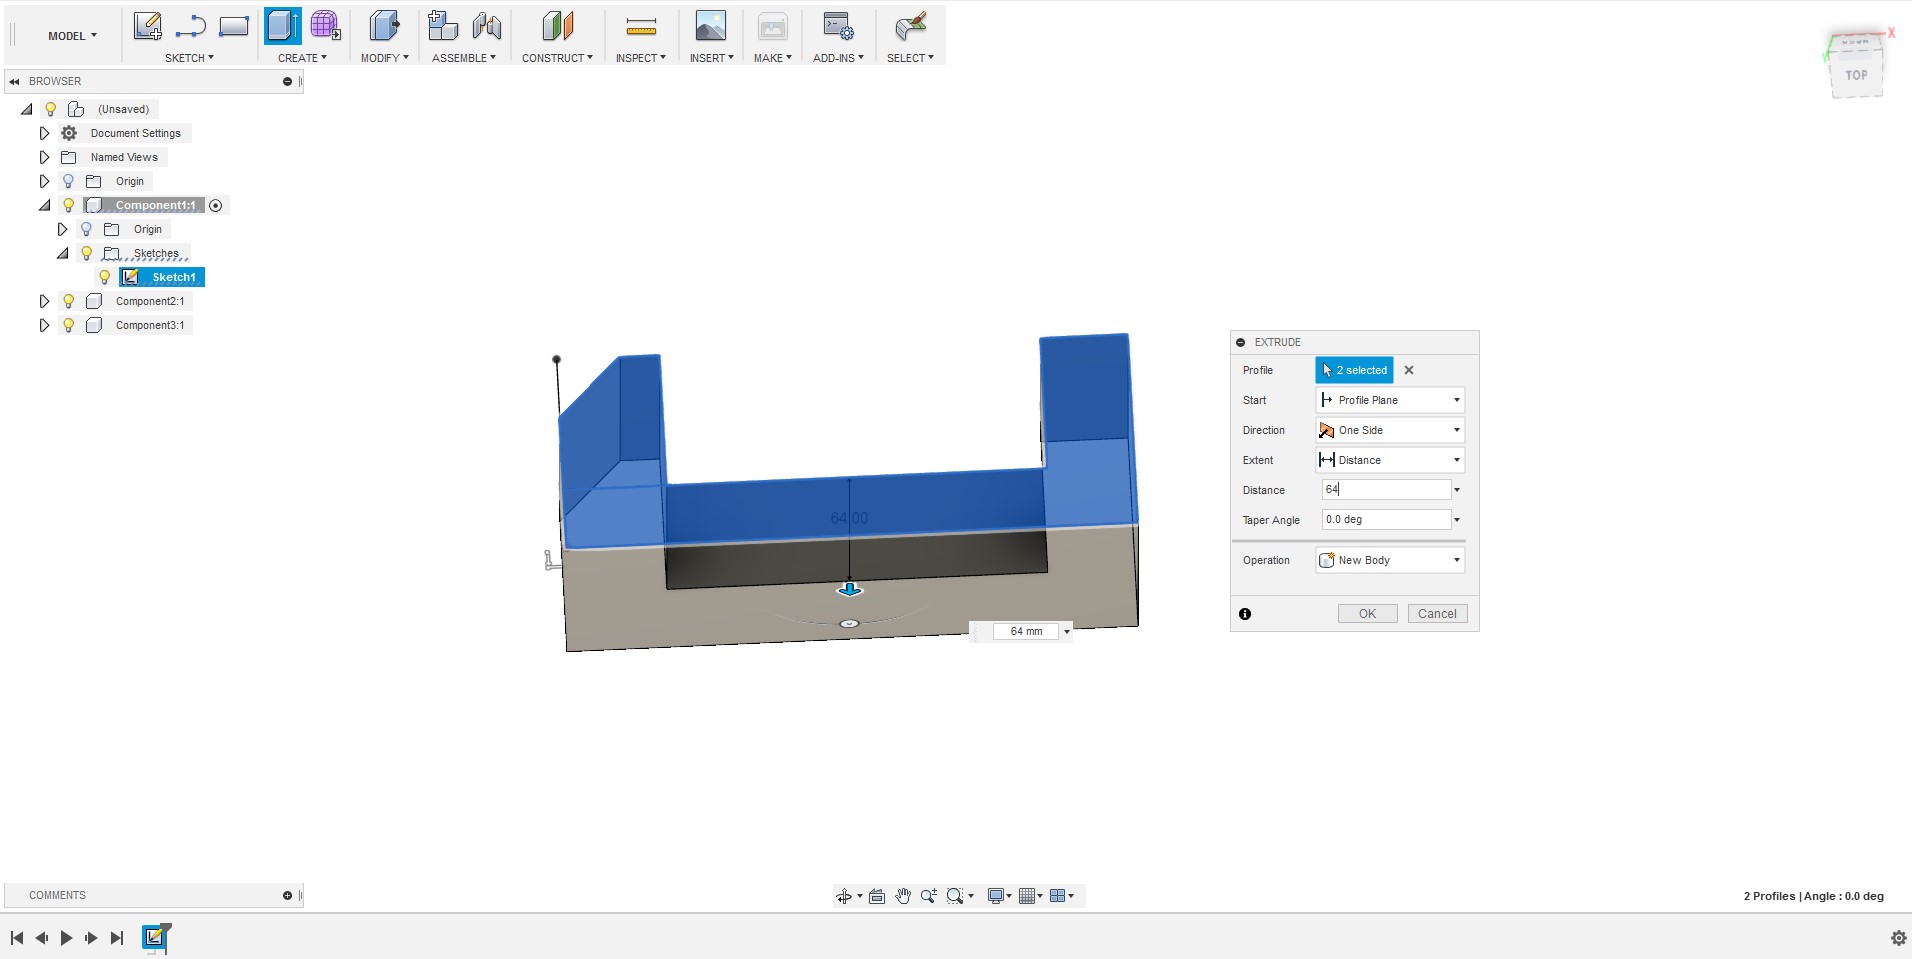 MODEL
SKETCH
CREATE
MODIFY
ASSEMBLE
CONSTRUCT
INSPECT
INSERT
MAKE
ADD-INS
SELECT
X
TOP
BROWSER
(Unsaved)
Document Settings
Named Views
Origin
Component1:1
Origin
Sketches
Sketch1
Component2:1
Component3:1
64.00
64 mm
EXTRUDE
Profile 2 selected
Start Profile Plane
Direction One Side
Extent Distance
Distance 64
Taper Angle 0.0 deg
Operation New Body
OK Cancel
COMMENTS
2 Profiles | Angle : 0.0 deg